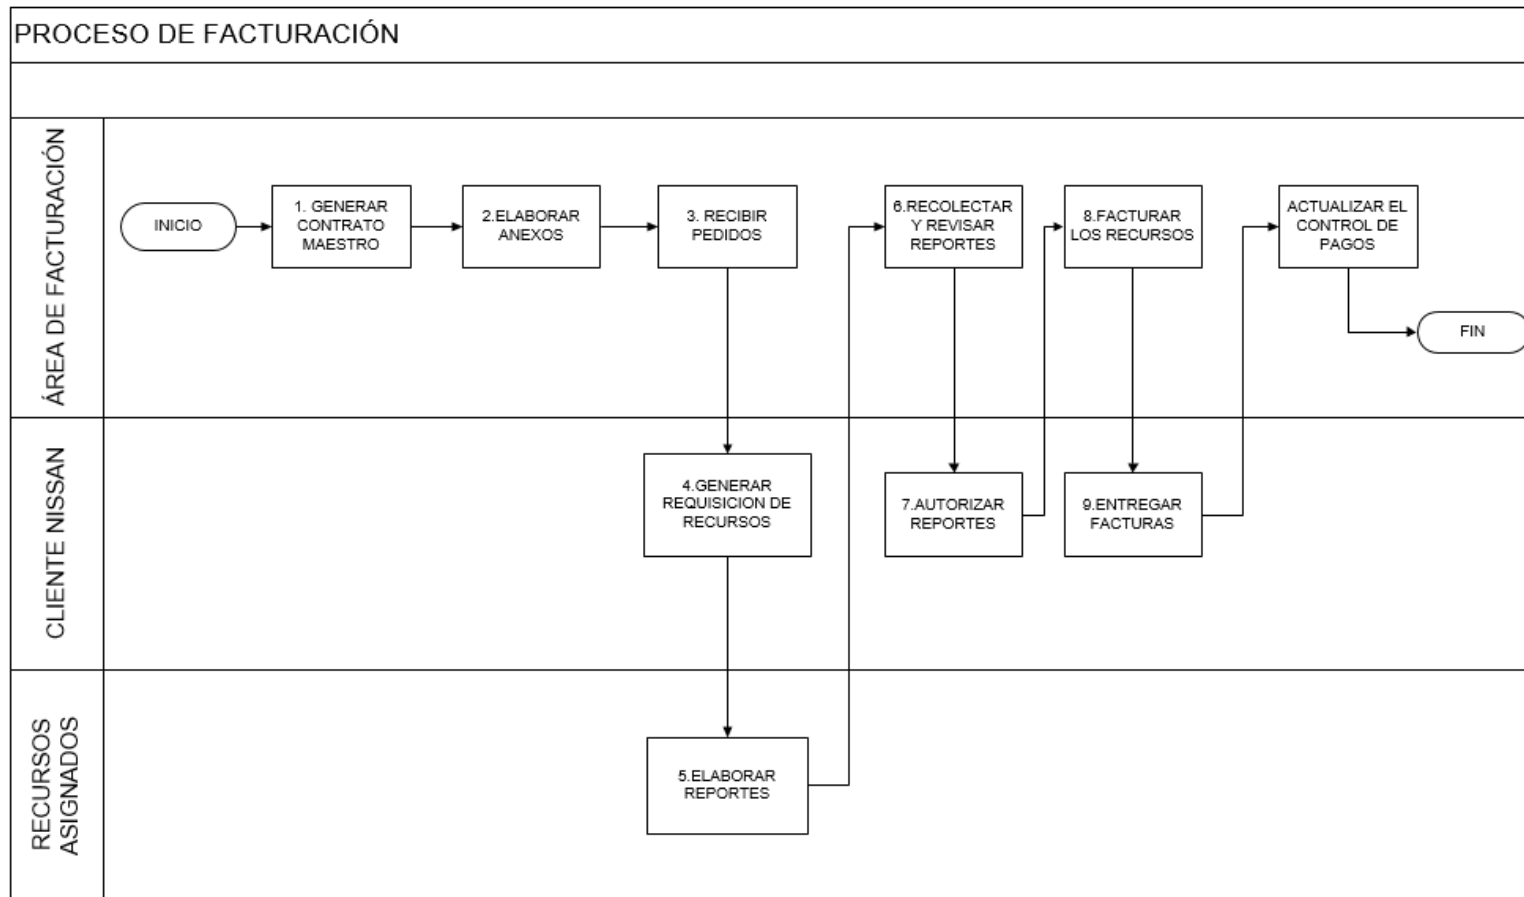 PROCESO DE FACTURACIÓN
ÁREA DE FACTURACIÓN
INICIO
1. GENERAR
CONTRATO
MAESTRO
2.ELABORAR
ANEXOS
3. RECIBIR
PEDIDOS
6.RECOLECTAR
Y REVISAR
REPORTES
8.FACTURAR
LOS RECURSOS
ACTUALIZAR EL
CONTROL DE
PAGOS
FIN
CLIENTE NISSAN
4.GENERAR
REQUISICION DE
RECURSOS
7.AUTORIZAR
REPORTES
9.ENTREGAR
FACTURAS
RECURSOS
ASIGNADOS
5.ELABORAR
REPORTES